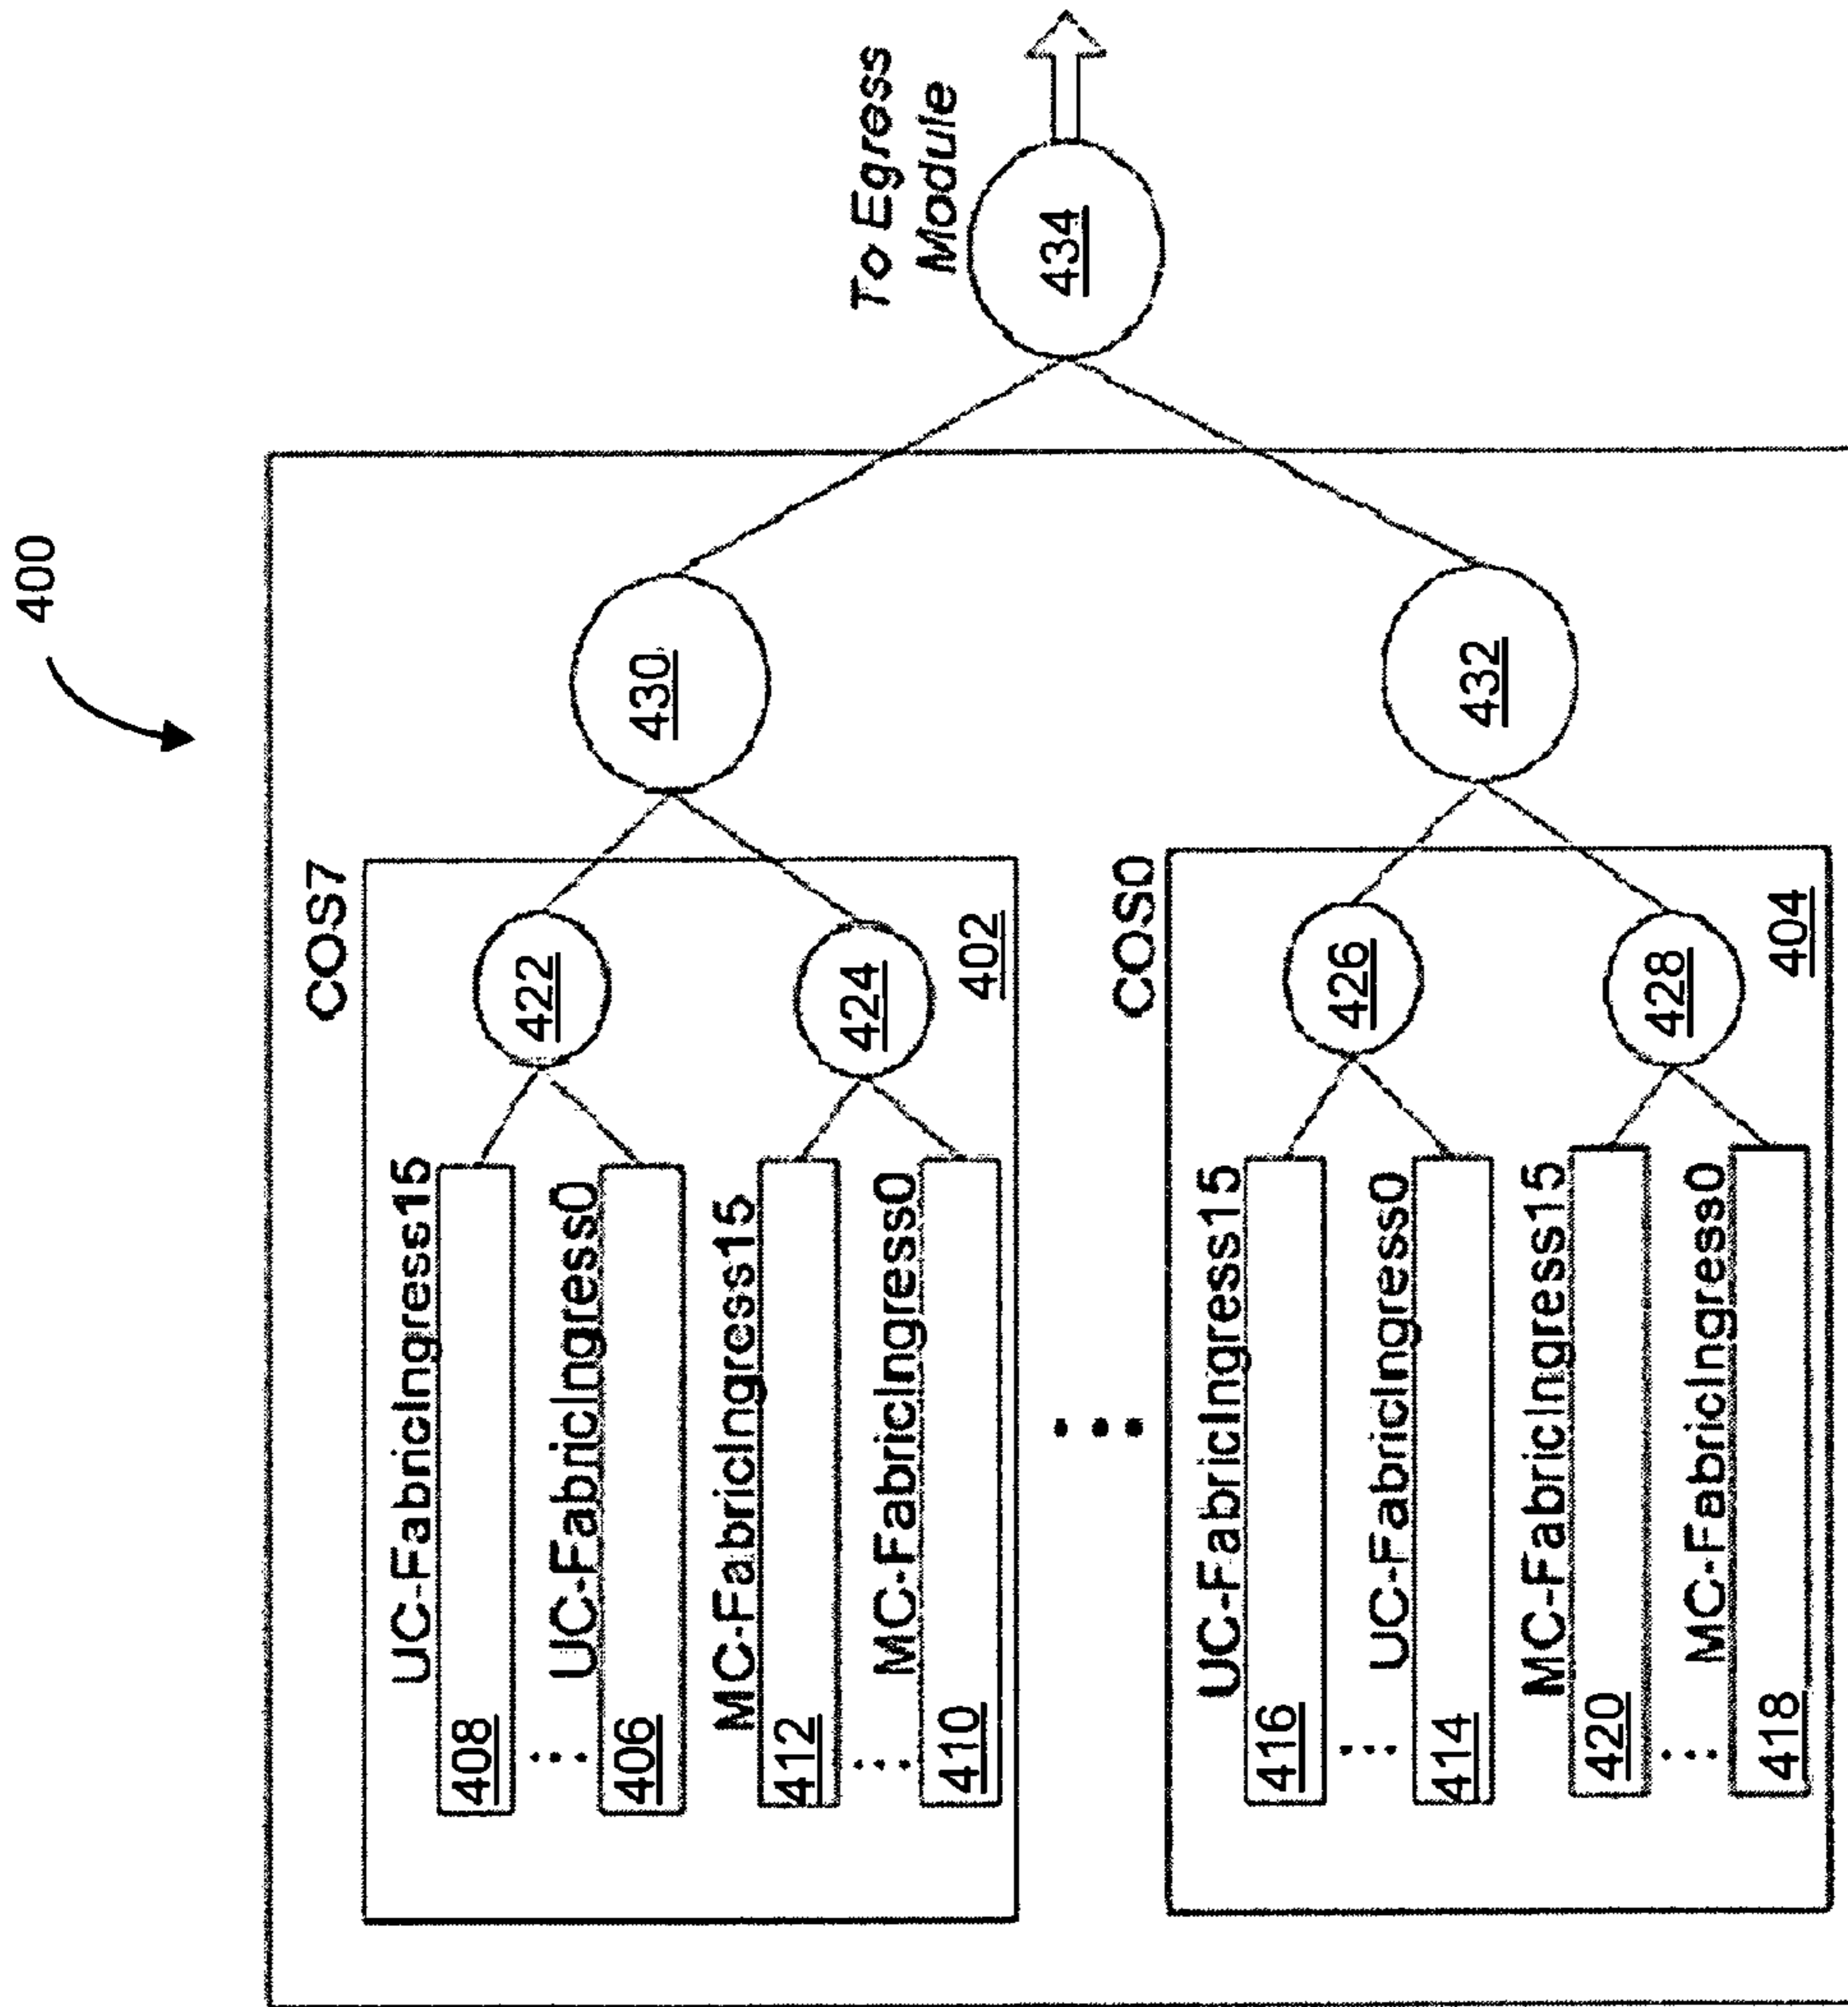 400
To Egress
Module
434
430
432
COS7
422
424
402
UC-FabricIngress15
408
UC-FabricIngress0
406
MC-FabricIngress15
412
MC-FabricIngress0
410
COS0
426
428
404
UC-FabricIngress15
416
UC-FabricIngress0
414
MC-FabricIngress15
420
MC-FabricIngress0
418